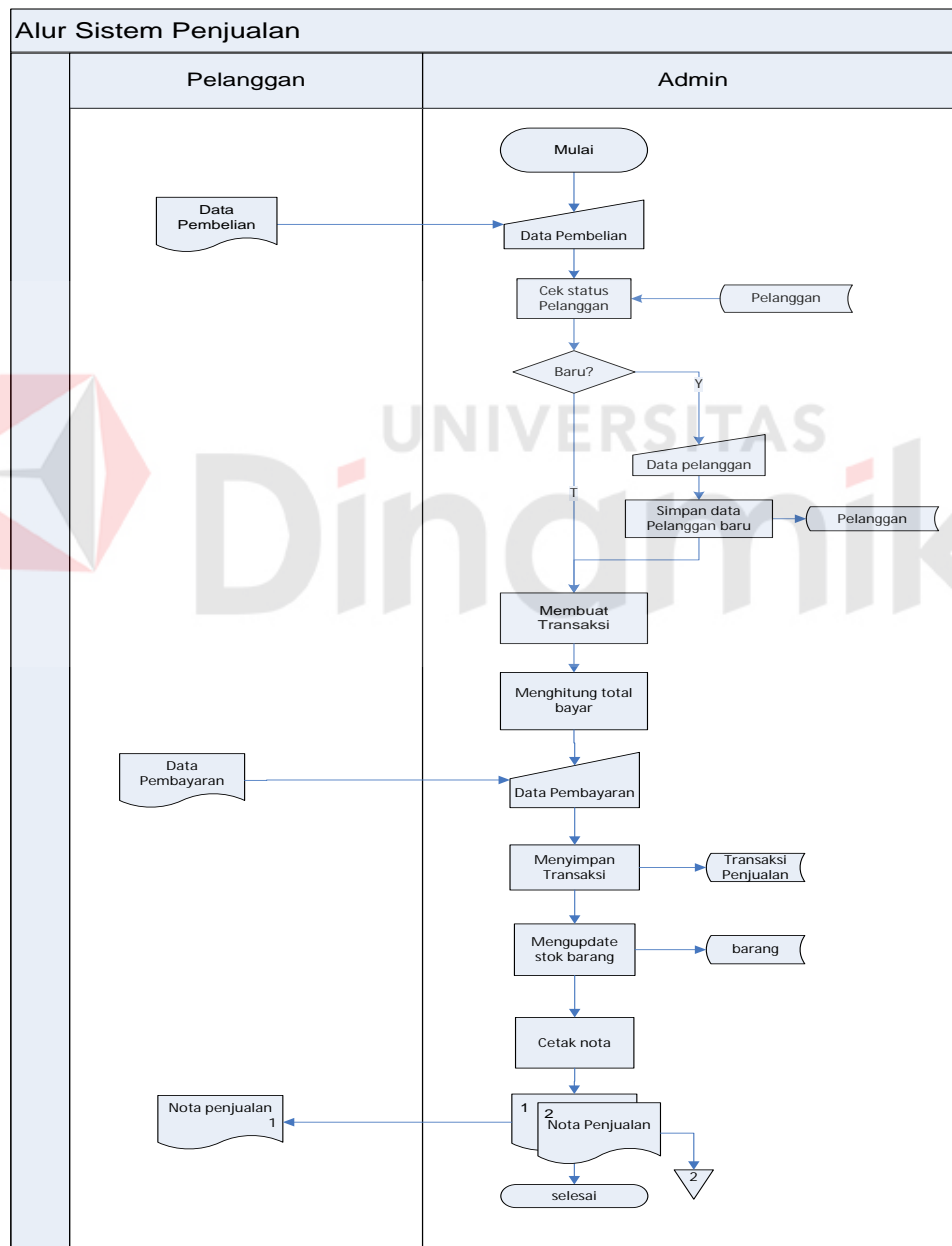 Alur Sistem Penjualan
Pelanggan
Admin
Mulai
Data
Pembelian
Data Pembelian
Cek status
Pelanggan
Pelanggan
Baru?
Y
UNIVERSITAS
Dinamik
Data pelanggan
T
Simpan data
Pelanggan baru
Pelanggan
Membuat
Transaksi
Menghitung total
bayar
Data
Pembayaran
Data Pembayaran
Menyimpan
Transaksi
Transaksi
Penjualan
Mengupdate
stok barang
barang
Cetak nota
Nota penjualan
1
1
2
Nota Penjualan
2
selesai